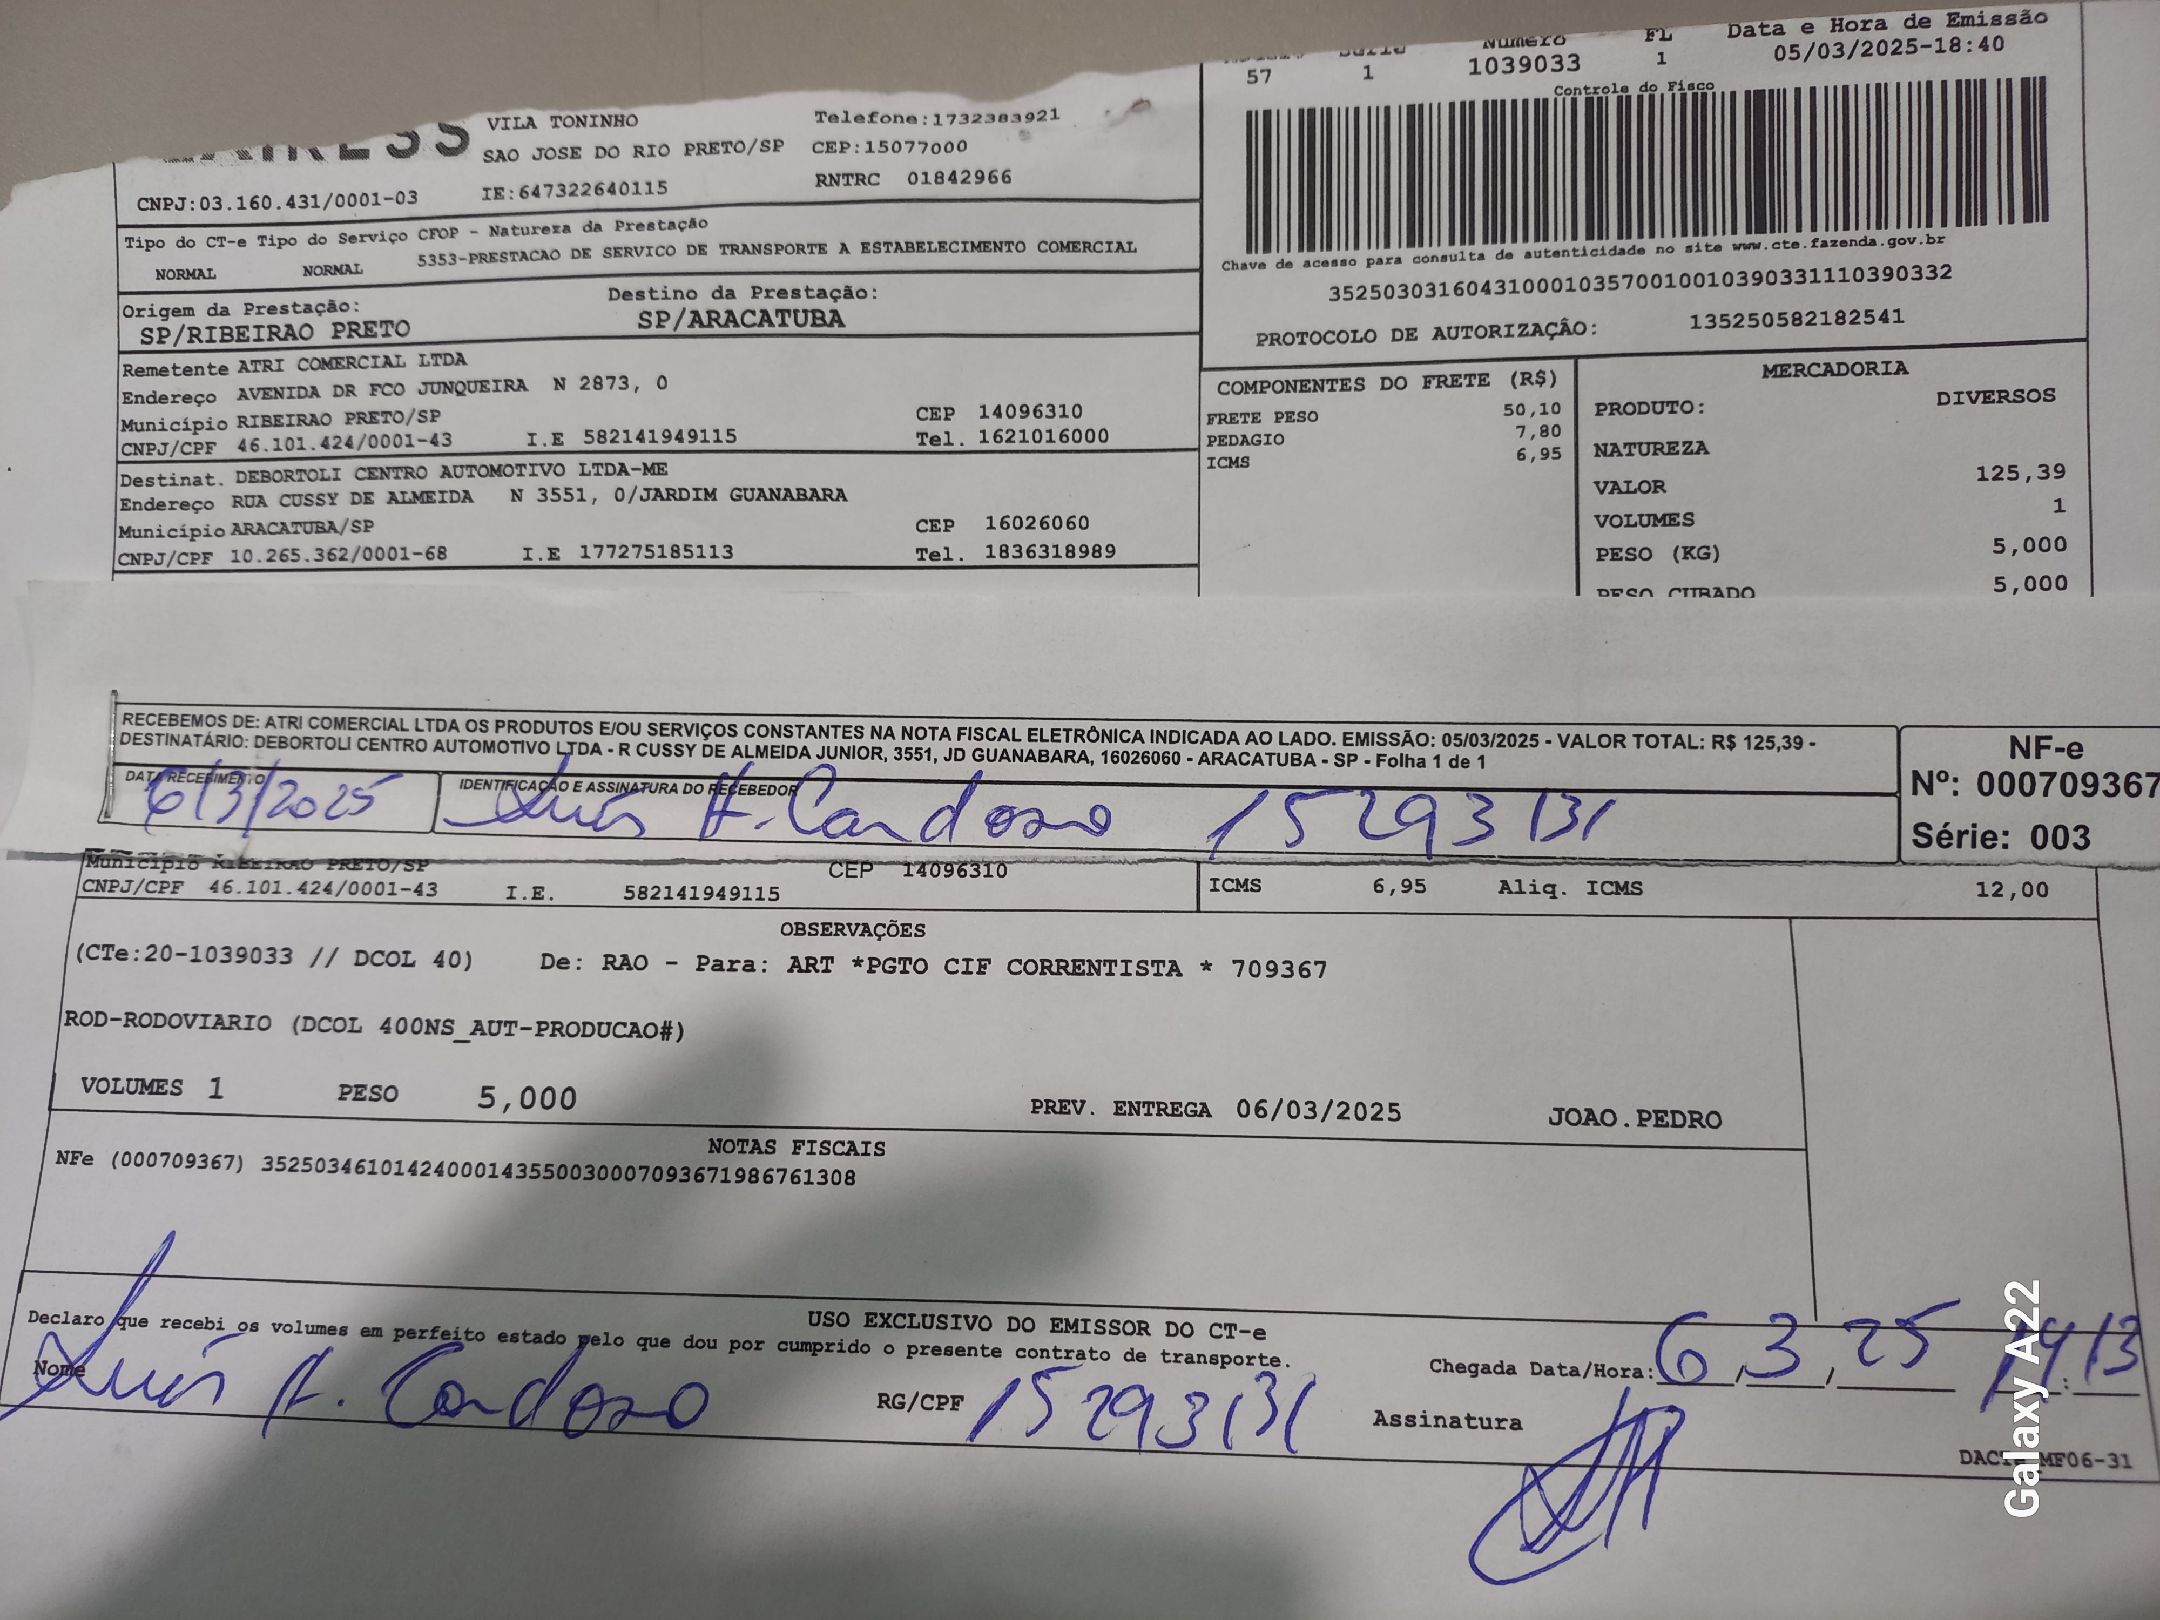 Número FL Data e Hora de Emissão
57 1 1039033 1 05/03/2025-18:40
Controle do Fisco
VILA TONINHO Telefone:1732383921
SAO JOSE DO RIO PRETO/SP CEP:15077000
CNPJ:03.160.431/0001-03 IE:647322640115 RNTRC 01842966
Tipo do CT-e Tipo do Serviço CFOP - Natureza da Prestação
NORMAL NORMAL 5353-PRESTACAO DE SERVICO DE TRANSPORTE A ESTABELECIMENTO COMERCIAL
Chave de acesso para consulta de autenticidade no site www.cte.fazenda.gov.br
35250303160431000103570010010390331110390332
PROTOCOLO DE AUTORIZAÇÃO: 135250582182541
Origem da Prestação: Destino da Prestação:
SP/RIBEIRAO PRETO SP/ARACATUBA
Remetente ATRI COMERCIAL LTDA
Endereço AVENIDA DR FCO JUNQUEIRA N 2873, 0
Município RIBEIRAO PRETO/SP CEP 14096310
CNPJ/CPF 46.101.424/0001-43 I.E 582141949115 Tel. 1621016000
Destinat. DEBORTOLI CENTRO AUTOMOTIVO LTDA-ME
Endereço RUA CUSSY DE ALMEIDA N 3551, 0/JARDIM GUANABARA
Município ARACATUBA/SP CEP 16026060
CNPJ/CPF 10.265.362/0001-68 I.E 177275185113 Tel. 1836318989
COMPONENTES DO FRETE (R$)
FRETE PESO 50,10
PEDAGIO 7,80
ICMS 6,95
MERCADORIA
PRODUTO: DIVERSOS
NATUREZA
VALOR 125,39
VOLUMES 1
PESO (KG) 5,000
PESO CUBADO 5,000
RECEBEMOS DE: ATRI COMERCIAL LTDA OS PRODUTOS E/OU SERVIÇOS CONSTANTES NA NOTA FISCAL ELETRÔNICA INDICADA AO LADO. EMISSÃO: 05/03/2025 - VALOR TOTAL: R$ 125,39 -
DESTINATÁRIO: DEBORTOLI CENTRO AUTOMOTIVO LTDA - R CUSSY DE ALMEIDA JUNIOR, 3551, JD GUANABARA, 16026060 - ARACATUBA - SP - Folha 1 de 1
DATA RECEBIMENTO IDENTIFICAÇÃO E ASSINATURA DO RECEBEDOR
6/3/2025 Luis A. Cardoso 15293131
NF-e
Nº: 000709367
Série: 003
Município RIBEIRAO PRETO/SP CEP 14096310
CNPJ/CPF 46.101.424/0001-43 I.E. 582141949115
ICMS 6,95 Aliq. ICMS 12,00
OBSERVAÇÕES
(CTe:20-1039033 // DCOL 40) De: RAO - Para: ART *PGTO CIF CORRENTISTA * 709367
ROD-RODOVIARIO (DCOL 400NS_AUT-PRODUCAO#)
VOLUMES 1 PESO 5,000 PREV. ENTREGA 06/03/2025 JOAO.PEDRO
NOTAS FISCAIS
NFe (000709367) 35250346101424000143550030007093671986761308
USO EXCLUSIVO DO EMISSOR DO CT-e
Declaro que recebi os volumes em perfeito estado pelo que dou por cumprido o presente contrato de transporte.
Nome Luis A. Cardoso RG/CPF 15293131
Chegada Data/Hora: 6,3,25 14:13
Assinatura
MF06-31
Galaxy A22